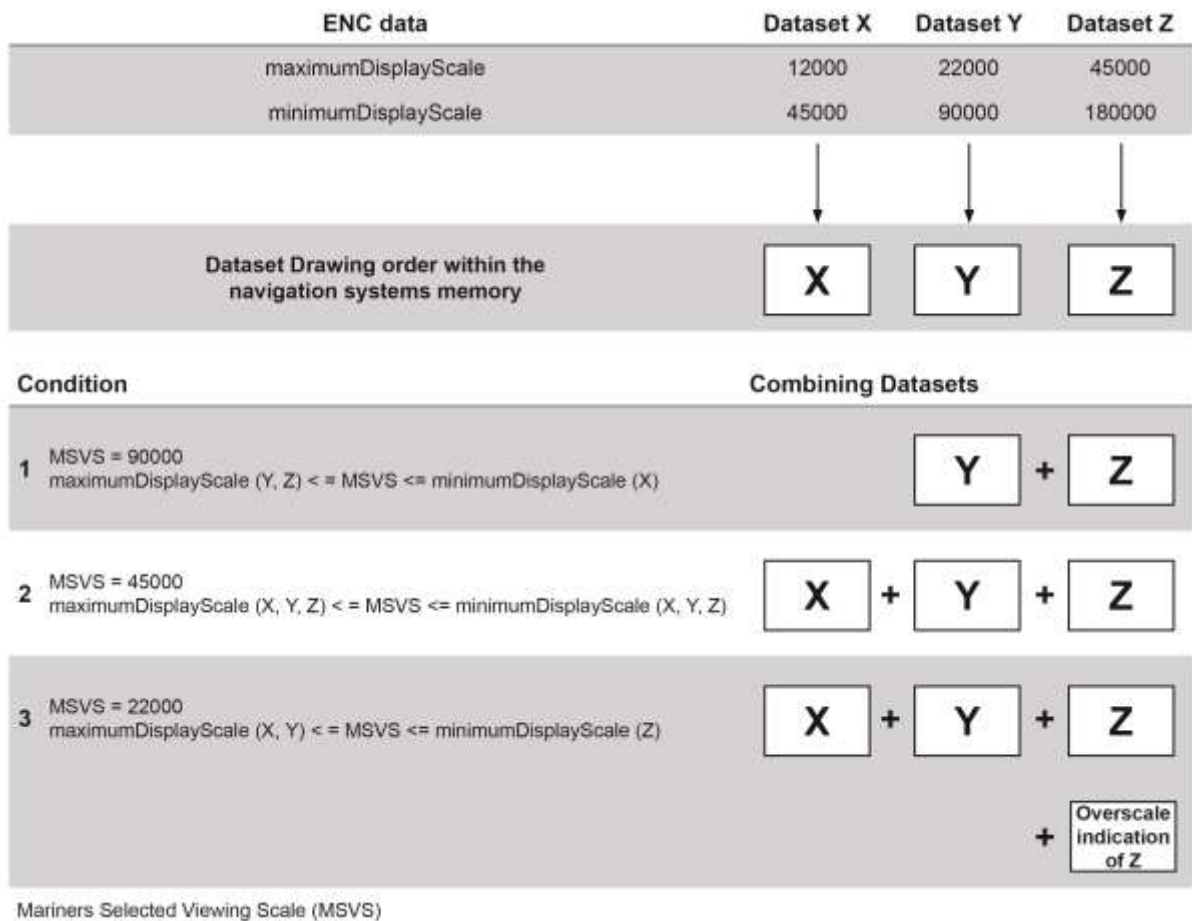 ENC data Dataset X Dataset Y Dataset Z
maximumDisplayScale 12000 22000 45000
minimumDisplayScale 45000 90000 180000
Dataset Drawing order within the
navigation systems memory
X Y Z
Condition Combining Datasets
1 MSVS = 90000
maximumDisplayScale (Y, Z) < = MSVS <= minimumDisplayScale (X)
Y + Z
2 MSVS = 45000
maximumDisplayScale (X, Y, Z) < = MSVS <= minimumDisplayScale (X, Y, Z)
X + Y + Z
3 MSVS = 22000
maximumDisplayScale (X, Y) < = MSVS <= minimumDisplayScale (Z)
X + Y + Z
+ Overscale
indication
of Z
Mariners Selected Viewing Scale (MSVS)